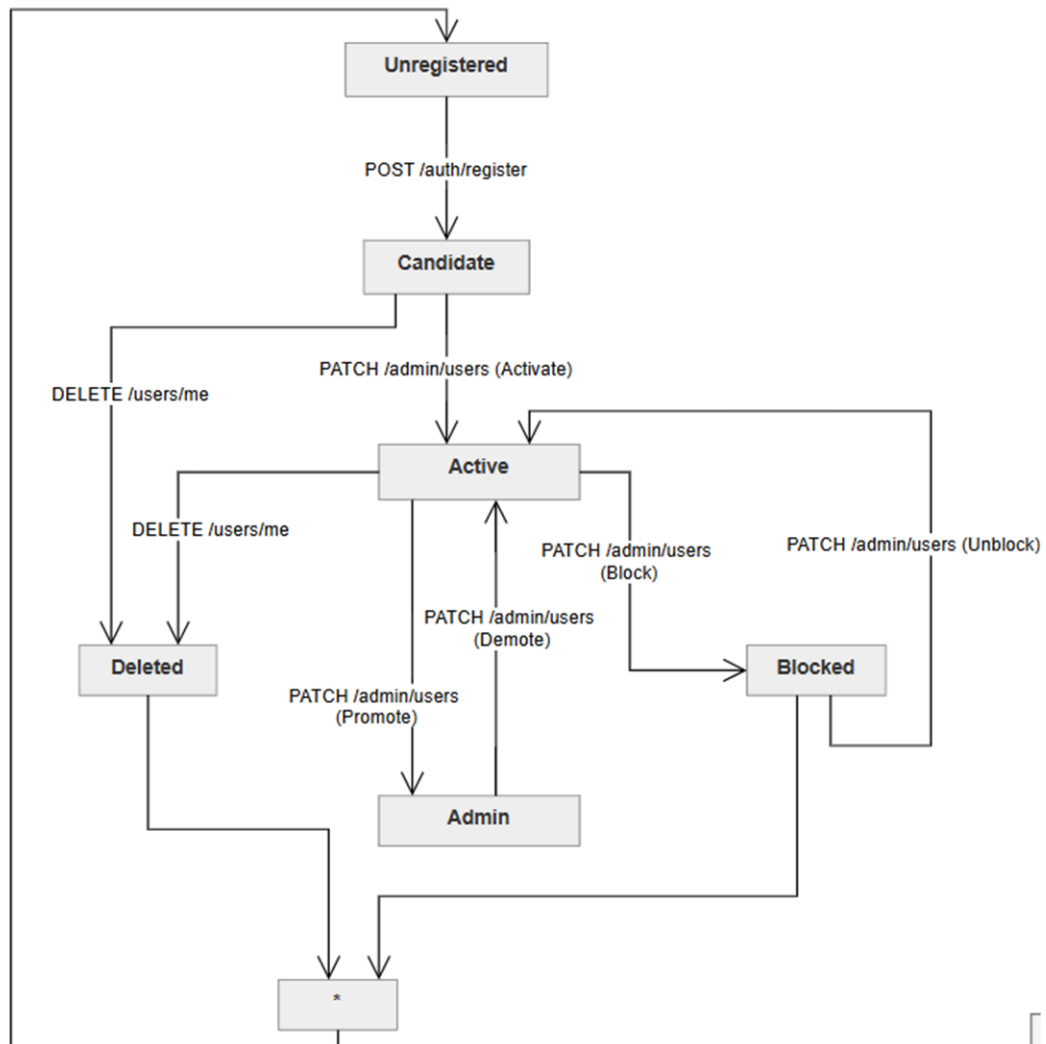 Unregistered
POST /auth/register
Candidate
PATCH /admin/users (Activate)
DELETE /users/me
Active
DELETE /users/me
PATCH /admin/users
(Block)
PATCH /admin/users (Unblock)
PATCH /admin/users
(Demote)
Deleted
Blocked
PATCH /admin/users
(Promote)
Admin
*